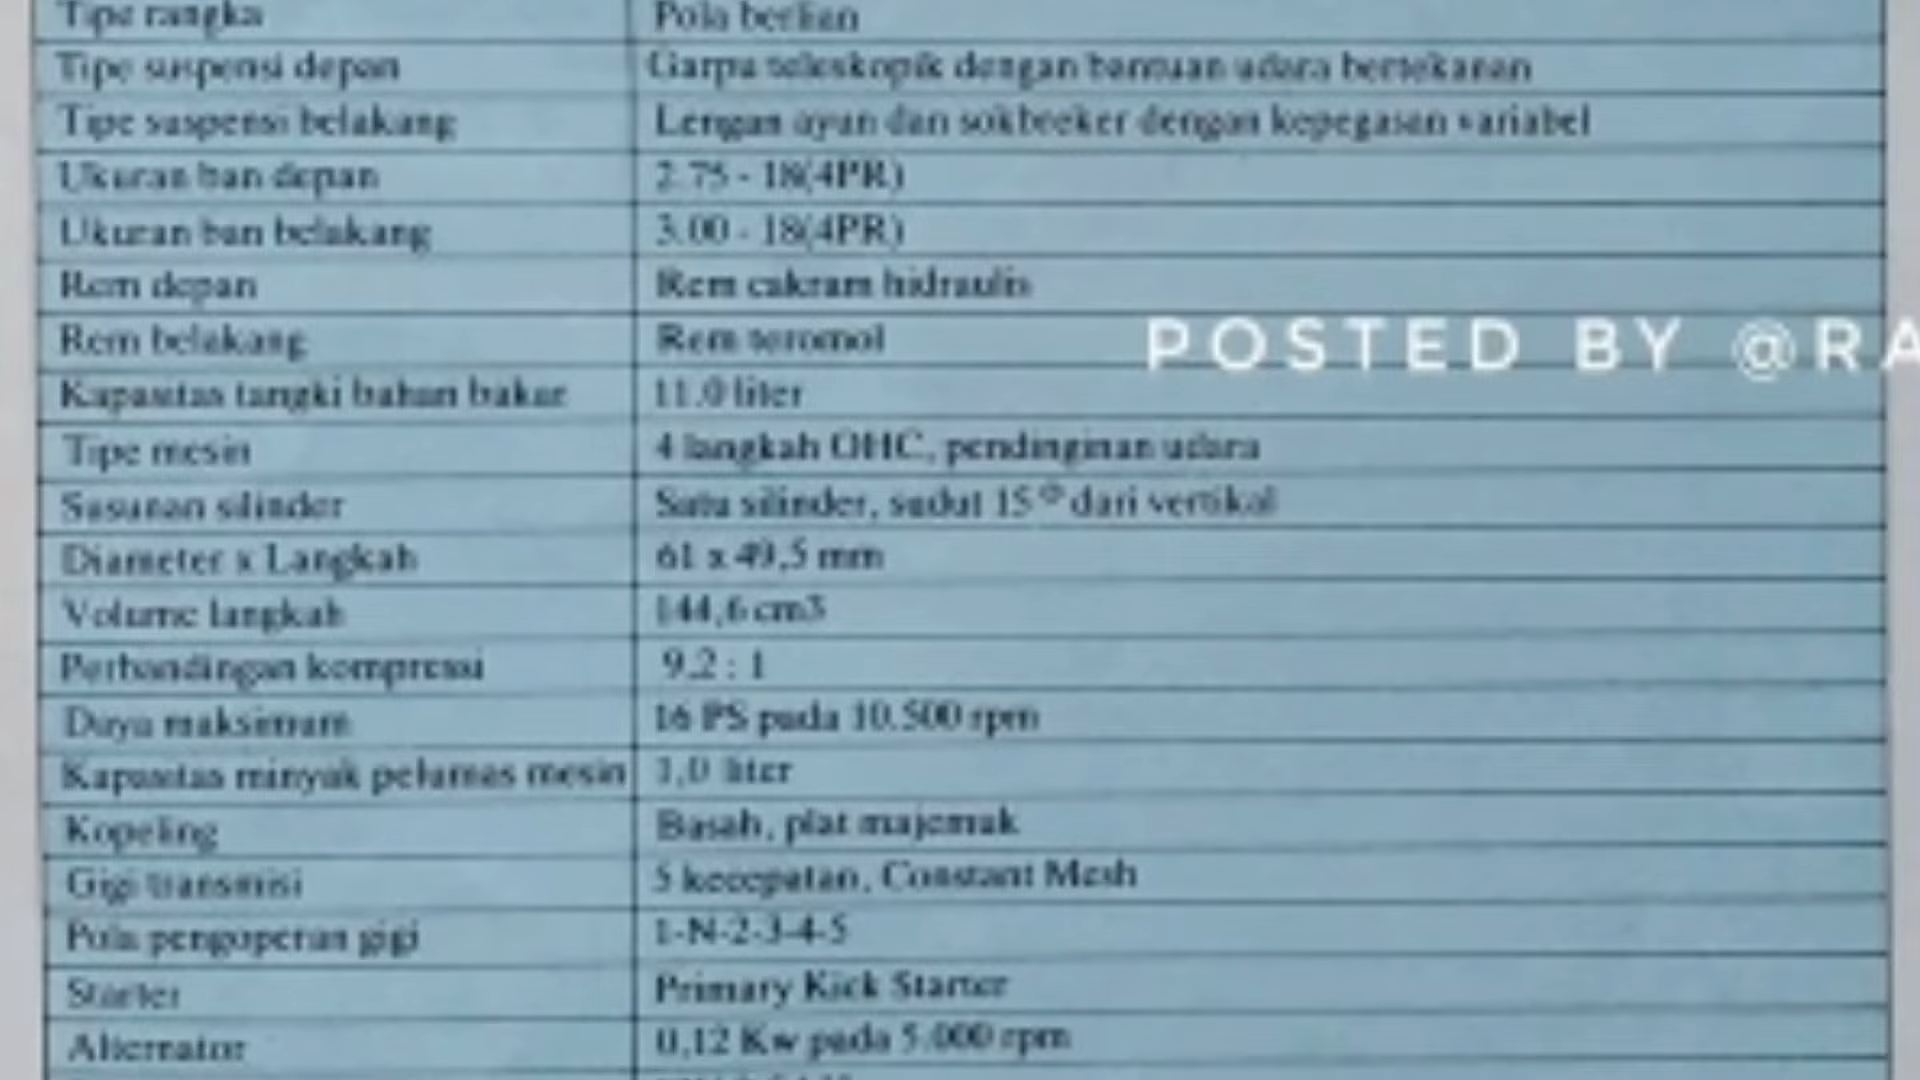 Tipe rangka Pola berlian
Tipe suspensi depan Garpu teleskopik dengan bantuan udara bertekanan
Tipe suspensi belakang Lengan ayun dan sokbreker dengan kepegasan variabel
Ukuran ban depan 2.75 - 18(4PR)
Ukuran ban belakang 3.00 - 18(4PR)
Rem depan Rem cakram hidraulis
Rem belakang Rem teromol
POSTED BY @RA
Kapasitas tangki bahan bakar 11.0 liter
Tipe mesin 4 langkah OHC, pendinginan udara
Susunan silinder Satu silinder, sudut 15° dari vertikal
Diameter x Langkah 61 x 49,5 mm
Volume langkah 144,6 cm3
Perbandingan kompresi 9,2 : 1
Daya maksimum 16 PS pada 10.500 rpm
Kapasitas minyak pelumas mesin 1,0 liter
Kopeling Basah, plat majemuk
Gigi transmisi 5 kecepatan, Constant Mesh
Pola pengoperan gigi 1-N-2-3-4-5
Starter Primary Kick Starter
Alternator 0,12 Kw pada 5.000 rpm